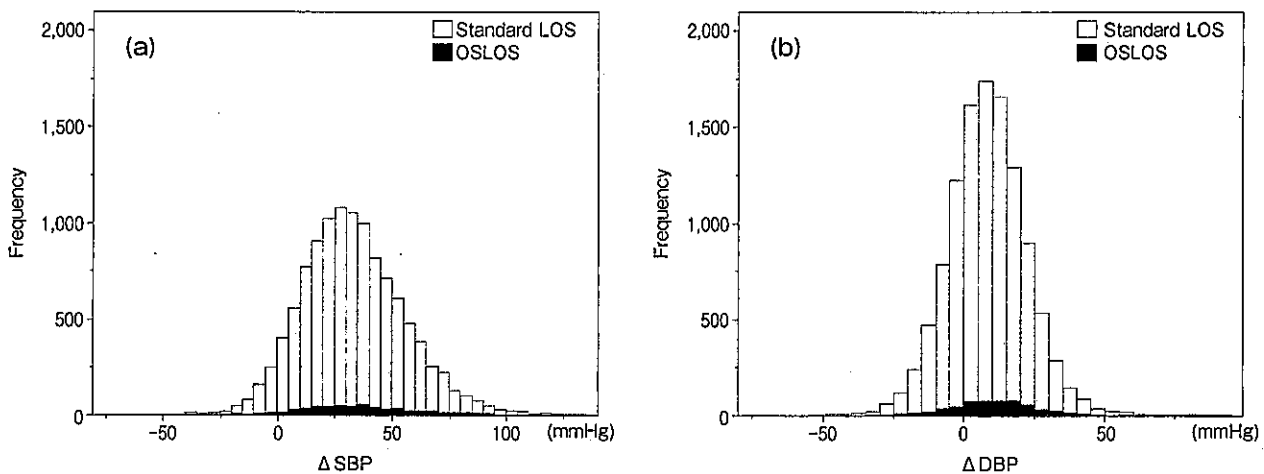 (a)
Standard LOS
OSLOS
2,000
1,500
1,000
500
0
Frequency
-50
0
50
100
(mmHg)
Δ SBP
(b)
Standard LOS
OSLOS
2,000
1,500
1,000
500
0
Frequency
-50
0
50
(mmHg)
Δ DBP